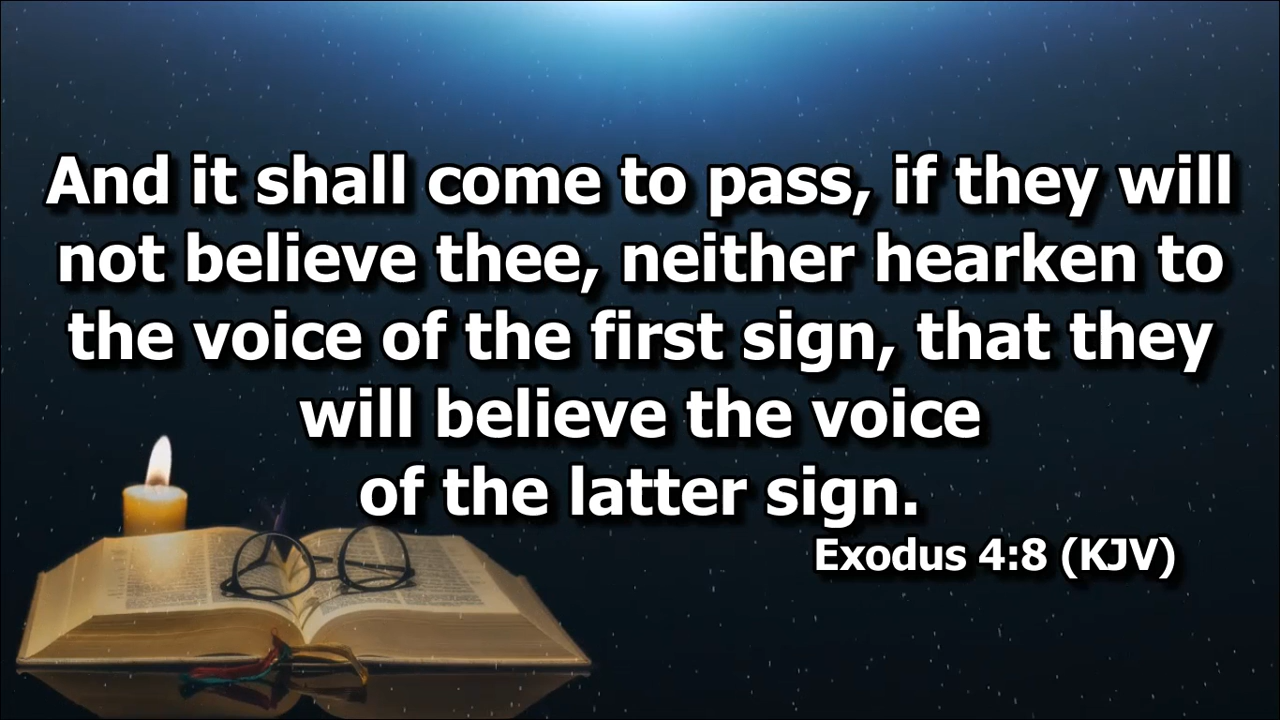 And it shall come to pass, if they will
not believe thee, neither hearken to
the voice of the first sign, that they
will believe the voice
of the latter sign.
Exodus 4:8 (KJV)